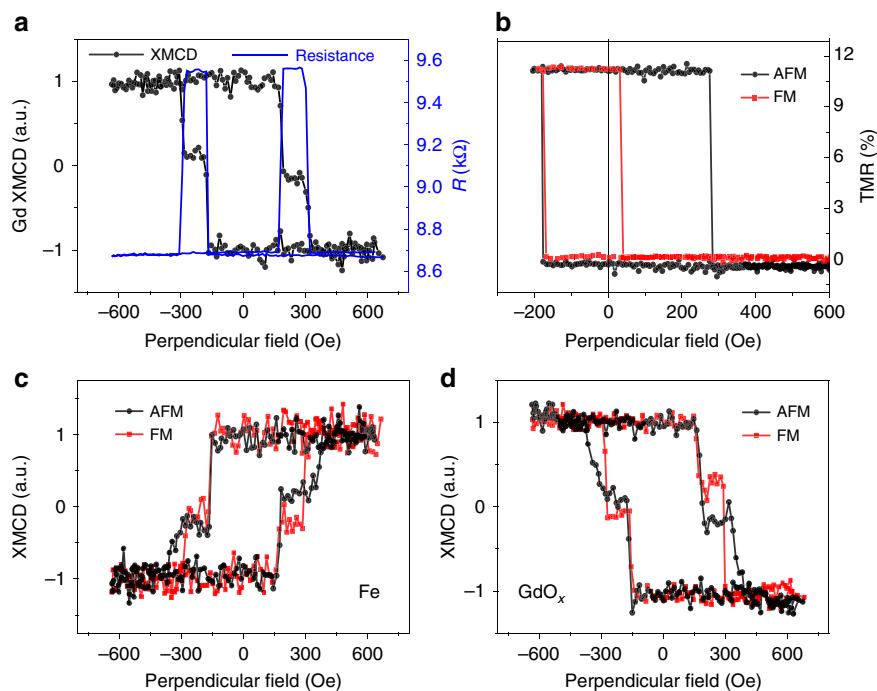 a
XMCD
Resistance
Gd XMCD (a.u.)
1
0
−1
9.6
9.4
9.2
9.0
8.8
8.6
R (kΩ)
−600 −300 0 300 600
Perpendicular field (Oe)
b
AFM
FM
12
9
6
3
0
TMR (%)
−200 0 200 400 600
Perpendicular field (Oe)
c
AFM
FM
XMCD (a.u.)
1
0
−1
Fe
−600 −300 0 300 600
Perpendicular field (Oe)
d
AFM
FM
XMCD (a.u.)
1
0
−1
GdOx
−600 −300 0 300 600
Perpendicular field (Oe)